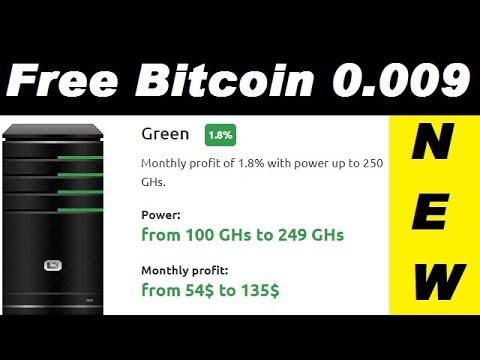 Free Bitcoin 0.009
Green 1.8%
Monthly profit of 1.8% with power up to 250
GHs.
Power:
from 100 GHs to 249 GHs
Monthly profit:
from 54$ to 135$
N
E
W